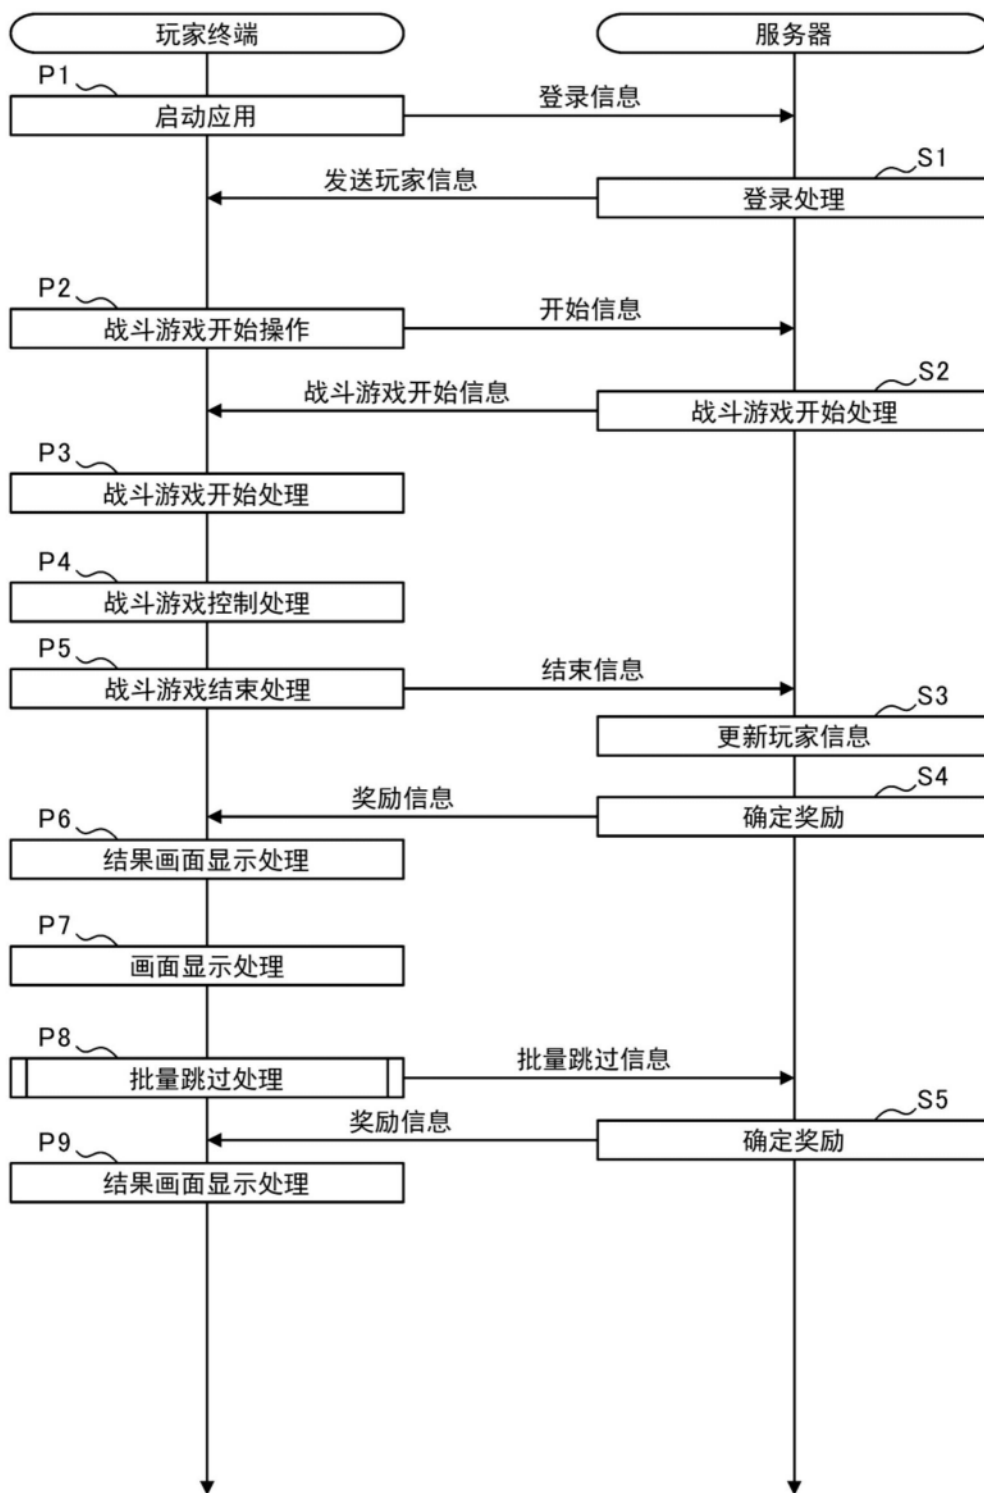 玩家终端
服务器
P1
启动应用
登录信息
S1
发送玩家信息
登录处理
P2
战斗游戏开始操作
开始信息
S2
战斗游戏开始信息
战斗游戏开始处理
P3
战斗游戏开始处理
P4
战斗游戏控制处理
P5
战斗游戏结束处理
结束信息
S3
更新玩家信息
S4
奖励信息
确定奖励
P6
结果画面显示处理
P7
画面显示处理
P8
批量跳过处理
批量跳过信息
S5
奖励信息
确定奖励
P9
结果画面显示处理